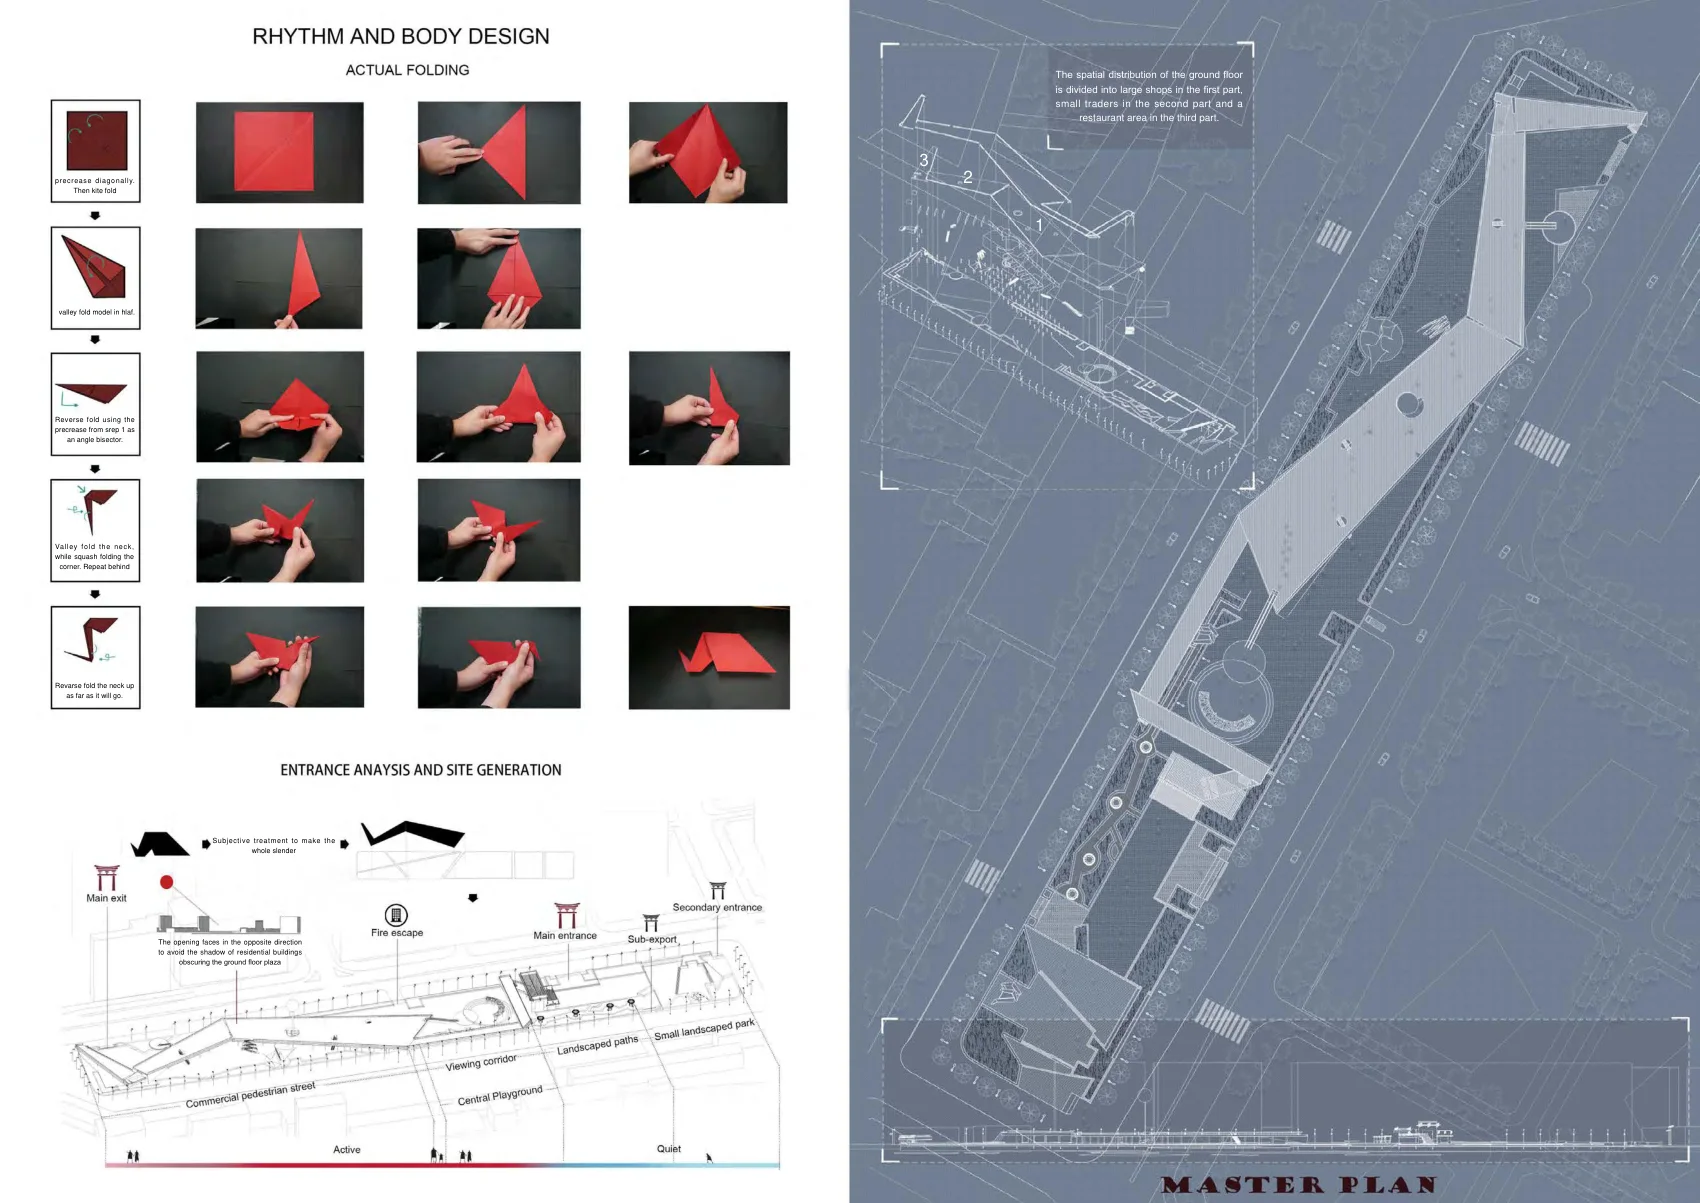 RHYTHM AND BODY DESIGN
ACTUAL FOLDING
precrease diagonally.
Then kite fold
valley fold model in hlaf.
Reverse fold using the
precrease from srep 1 as
an angle bisector.
Valley fold the neck,
while squash folding the
corner. Repeat behind
Revarse fold the neck up
as far as it will go.
ENTRANCE ANAYSIS AND SITE GENERATION
Subjective treatment to make the
whole slender
Main exit
The opening faces in the opposite direction
to avoid the shadow of residential buildings
obscuring the ground floor plaza
Fire escape
Main entrance
Sub-export
Secondary entrance
Commercial pedestrian street
Viewing corridor
Central Playground
Landscaped paths
Small landscaped park
Active
Quiet
The spatial distribution of the ground floor
is divided into large shops in the first part,
small traders in the second part and a
restaurant area in the third part.
3
2
1
MASTER PLAN